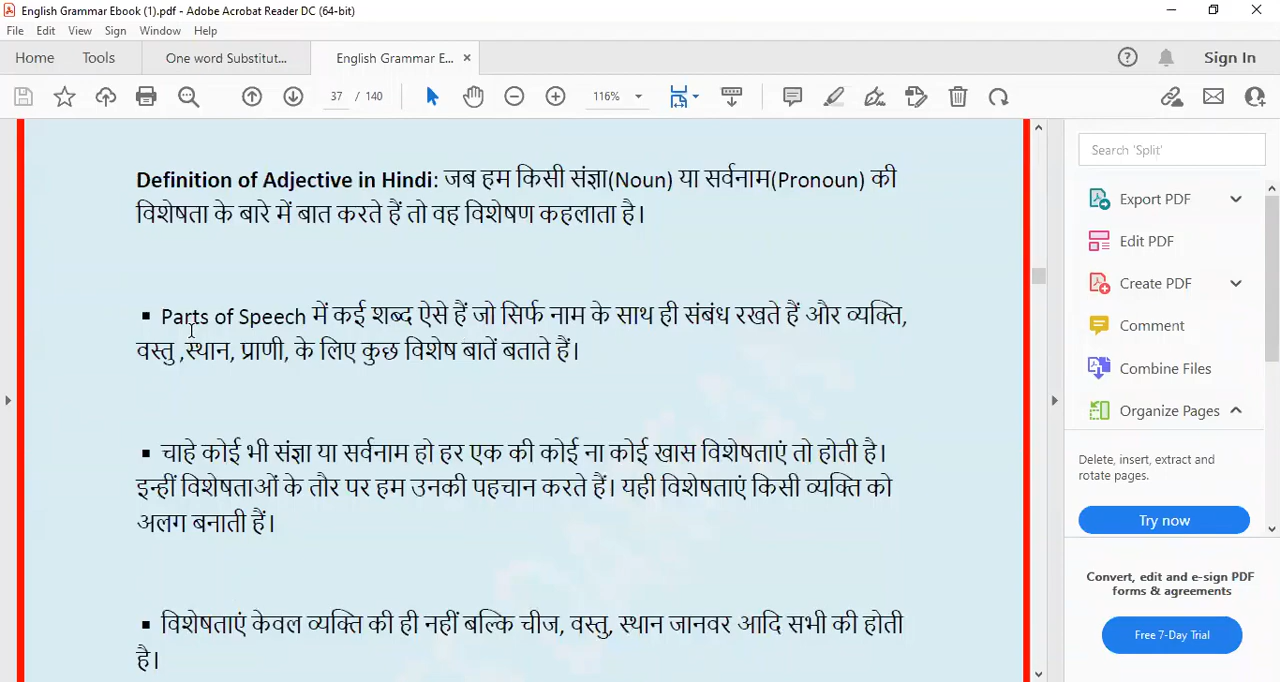 English Grammar Ebook (1).pdf - Adobe Acrobat Reader DC (64-bit)
File Edit View Sign Window Help
Home Tools One word Substitut... English Grammar E... × Sign In
37 / 140 116%
Definition of Adjective in Hindi: जब हम किसी संज्ञा(Noun) या सर्वनाम(Pronoun) की
विशेषता के बारे में बात करते हैं तो वह विशेषण कहलाता है।
▪ Parts of Speech में कई शब्द ऐसे हैं जो सिर्फ नाम के साथ ही संबंध रखते हैं और व्यक्ति,
वस्तु ,स्थान, प्राणी, के लिए कुछ विशेष बातें बताते हैं।
▪ चाहे कोई भी संज्ञा या सर्वनाम हो हर एक की कोई ना कोई खास विशेषताएं तो होती है।
इन्हीं विशेषताओं के तौर पर हम उनकी पहचान करते हैं। यही विशेषताएं किसी व्यक्ति को
अलग बनाती हैं।
▪ विशेषताएं केवल व्यक्ति की ही नहीं बल्कि चीज, वस्तु, स्थान जानवर आदि सभी की होती
है।
Search 'Split'
Export PDF
Edit PDF
Create PDF
Comment
Combine Files
Organize Pages
Delete, insert, extract and
rotate pages.
Try now
Convert, edit and e-sign PDF
forms & agreements
Free 7-Day Trial